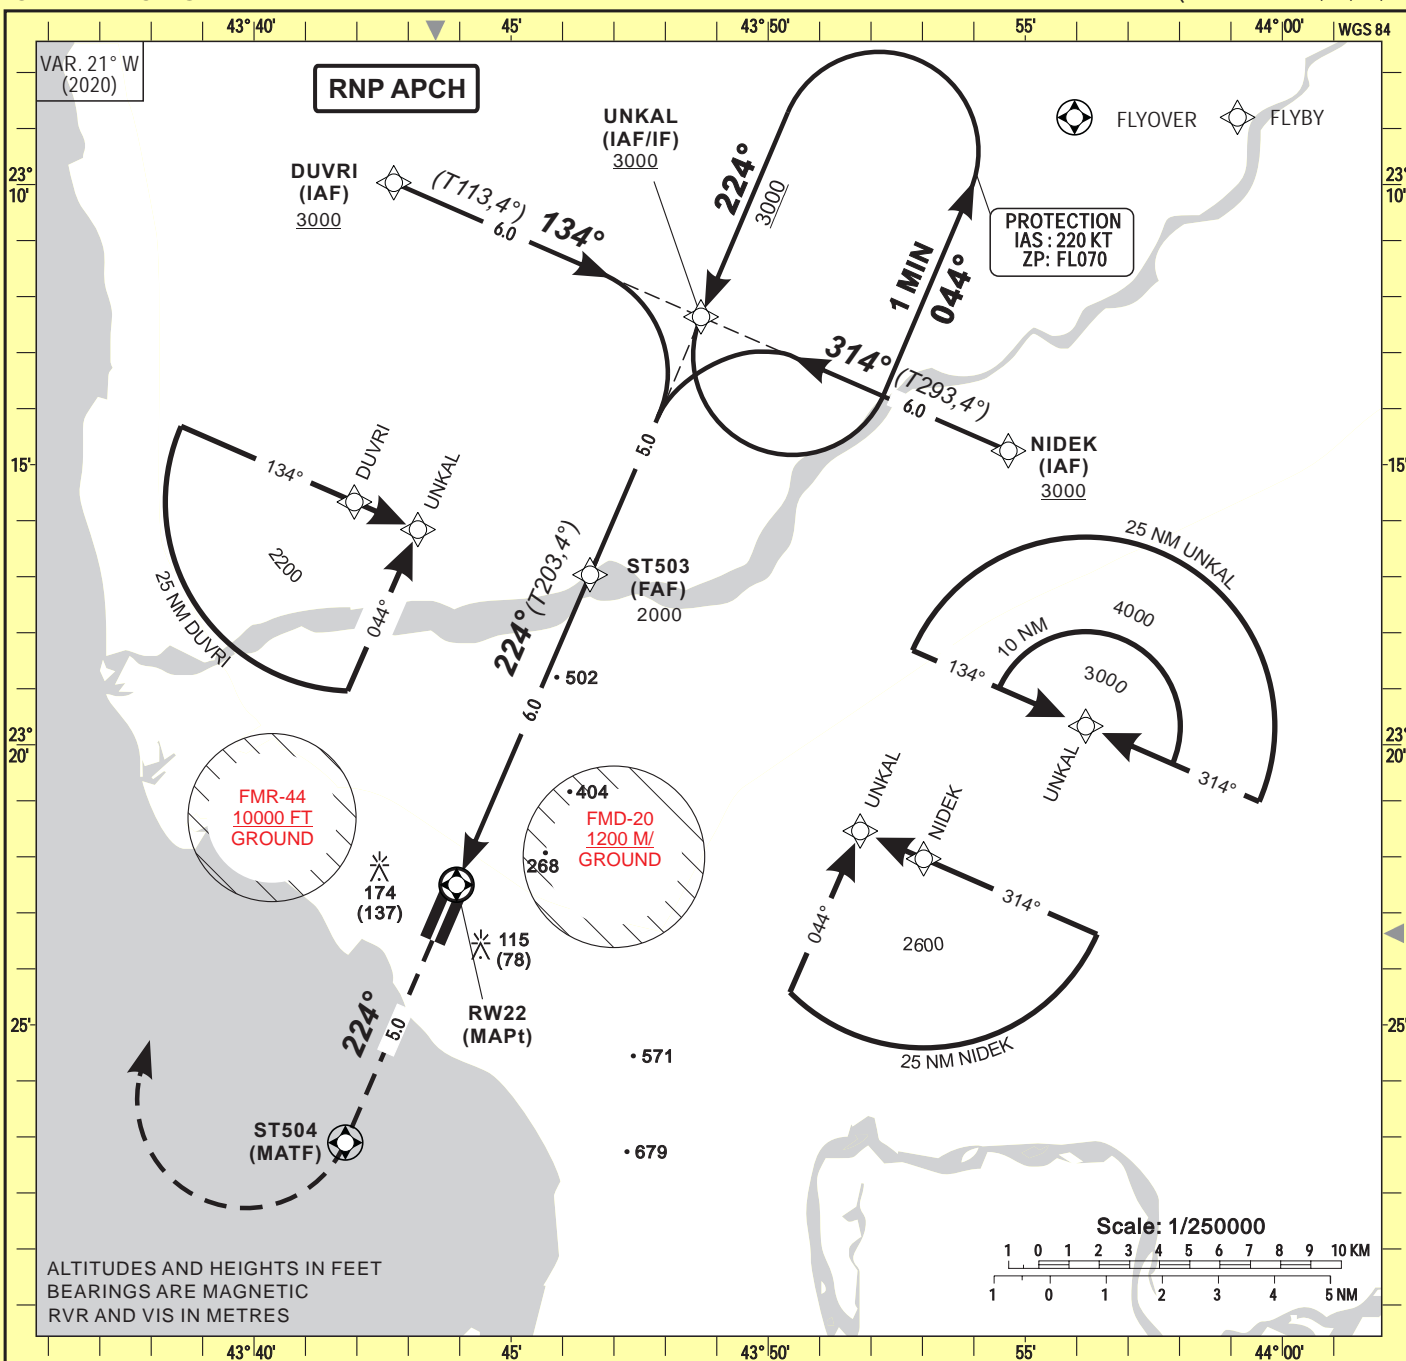 43°40'
45'
43°50'
55'
44°00'
WGS 84
VAR. 21° W
(2020)
RNP APCH
UNKAL
(IAF/IF)
3000
FLYOVER
FLYBY
DUVRI
(IAF)
3000
(T113,4°)
134°
6.0
224°
3000
23°
10'
23°
10'
PROTECTION
IAS : 220 KT
ZP: FL070
1 MIN
044°
314°
(T293,4°)
6.0
NIDEK
(IAF)
3000
5.0
15'
15'
134°
DUVRI
UNKAL
2200
044°
25 NM DUVRI
224° (T203,4°)
ST503
(FAF)
2000
25 NM UNKAL
4000
10 NM
3000
134°
314°
UNKAL
502
6.0
23°
20'
23°
20'
FMR-44
10000 FT
GROUND
404
FMD-20
1200 M/
GROUND
268
UNKAL
NIDEK
314°
044°
2600
25 NM NIDEK
174
(137)
115
(78)
RW22
(MAPt)
224°
5.0
25'
25'
571
ST504
(MATF)
679
Scale: 1/250000
1 0 1 2 3 4 5 6 7 8 9 10 KM
1 0 1 2 3 4 5 NM
ALTITUDES AND HEIGHTS IN FEET
BEARINGS ARE MAGNETIC
RVR AND VIS IN METRES
43°40'
45'
43°50'
55'
44°00'